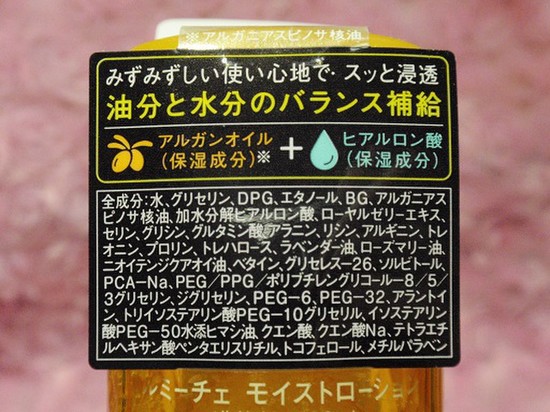 ※アルガニアスピノサ核油
みずみずしい使い心地で・スッと浸透
油分と水分のバランス補給
アルガンオイル
(保湿成分)※
+
ヒアルロン酸
(保湿成分)
全成分:水、グリセリン、DPG、エタノール、BG、アルガニアス
ピノサ核油、加水分解ヒアルロン酸、ローヤルゼリーエキス、
セリン、グリシン、グルタミン酸、アラニン、リシン、アルギニン、トレ
オニン、プロリン、トレハロース、ラベンダー油、ローズマリー油、
ニオイテンジクアオイ油、ベタイン、グリセレス-26、ソルビトール、
PCA-Na、PEG/PPG/ポリブチレングリコール-8/5/
3グリセリン、ジグリセリン、PEG-6、PEG-32、アラントイ
ン、トリイソステアリン酸PEG-10グリセリル、イソステアリ
ン酸PEG-50水添ヒマシ油、クエン酸、クエン酸Na、テトラエチ
ルヘキサン酸ペンタエリスリチル、トコフェロール、メチルパラベン
ミーチェ モイストローション